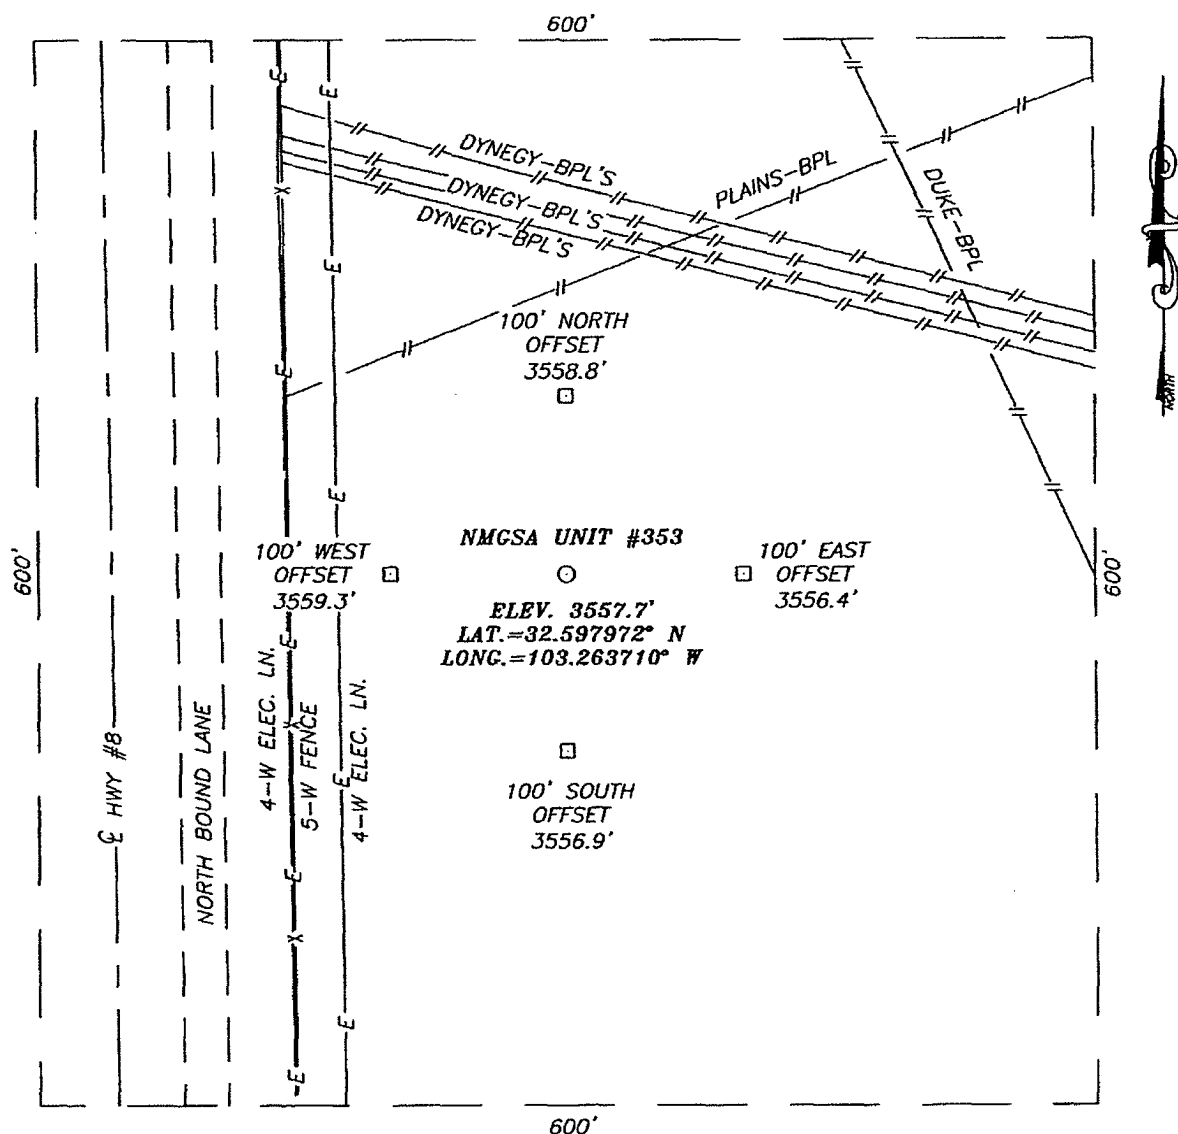 600'
DYNEGY-BPL'S
DYNEGY-BPL'S
DYNEGY-BPL'S
PLAINS-BPL
DUKE-BPL
NORTH
100' NORTH
OFFSET
3558.8'
600'
100' WEST
OFFSET
3559.3'
NMGSA UNIT #353
ELEV. 3557.7'
LAT.=32.597972° N
LONG.=103.263710° W
100' EAST
OFFSET
3556.4'
600'
℄ HWY #8
NORTH BOUND LANE
4-W ELEC. LN.
5-W FENCE
4-W ELEC. LN.
100' SOUTH
OFFSET
3556.9'
600'